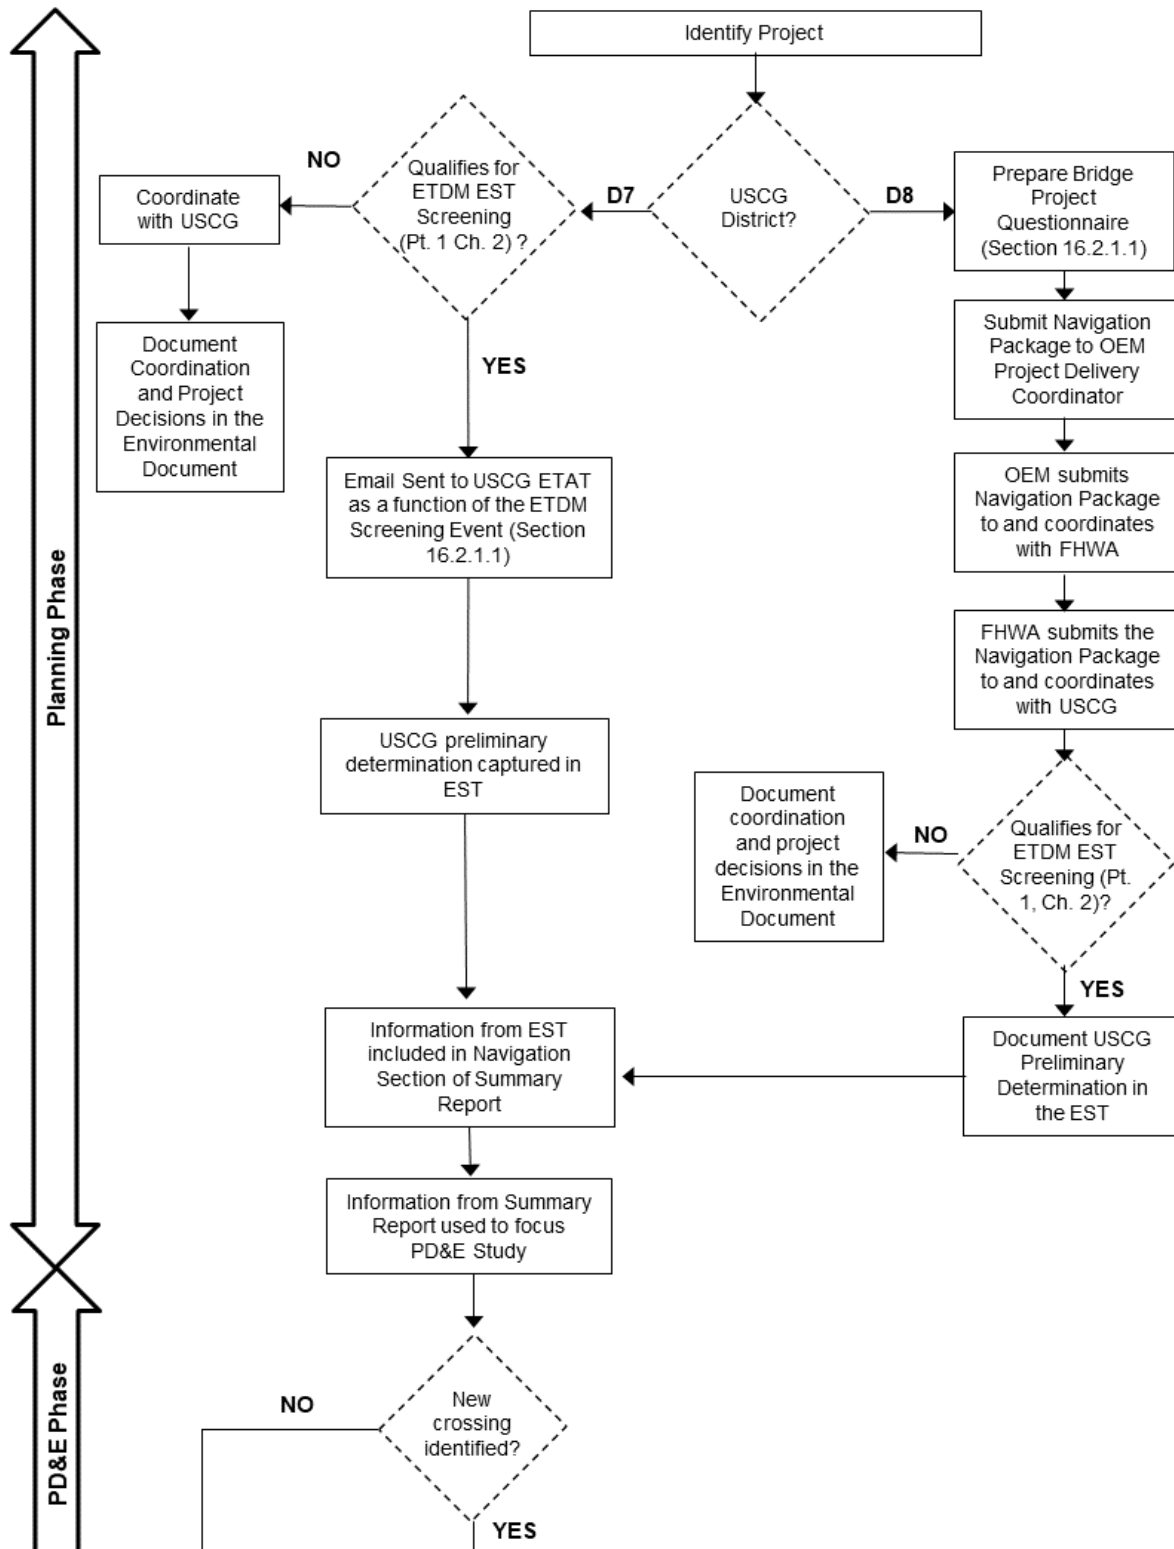 Identify Project
USCG
District?
D7
D8
Qualifies for
ETDM EST
Screening
(Pt. 1 Ch. 2) ?
NO
Coordinate
with USCG
Document
Coordination
and Project
Decisions in the
Environmental
Document
YES
Email Sent to USCG ETAT
as a function of the ETDM
Screening Event (Section
16.2.1.1)
USCG preliminary
determination captured in
EST
Prepare Bridge
Project
Questionnaire
(Section 16.2.1.1)
Submit Navigation
Package to OEM
Project Delivery
Coordinator
OEM submits
Navigation Package
to and coordinates
with FHWA
FHWA submits the
Navigation Package
to and coordinates
with USCG
Qualifies for
ETDM EST
Screening (Pt.
1, Ch. 2)?
NO
Document
coordination
and project
decisions in the
Environmental
Document
YES
Document USCG
Preliminary
Determination in
the EST
Information from EST
included in Navigation
Section of Summary
Report
Information from Summary
Report used to focus
PD&E Study
New
crossing
identified?
NO
YES
Planning Phase
PD&E Phase